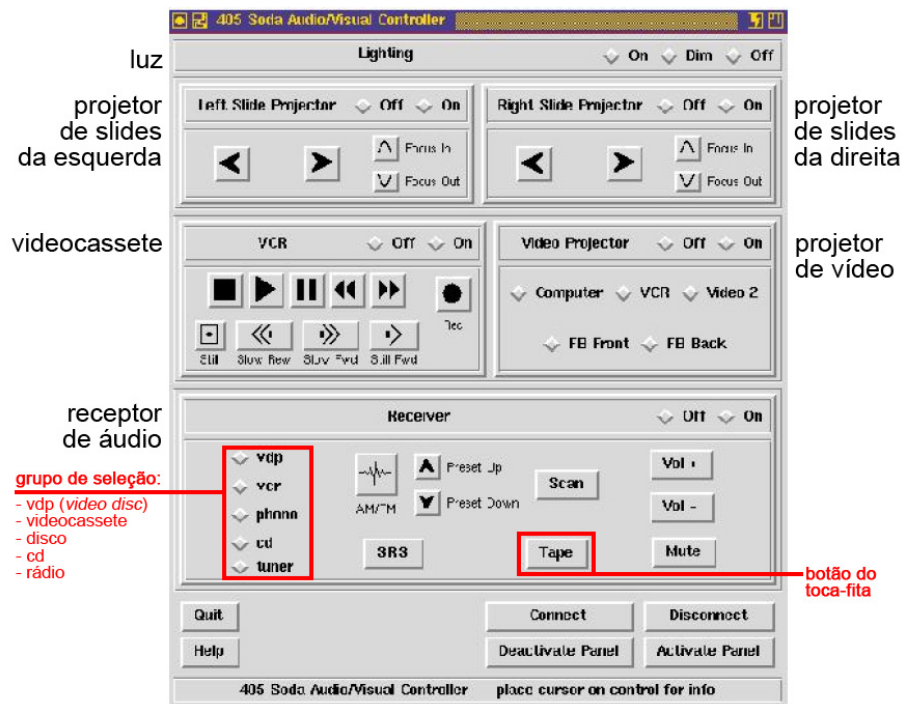 405 Soda Audio/Visual Controller
luz
Lighting
On Dim Off
projetor
de slides
da esquerda
Left Slide Projector Off On
Focus In
Focus Out
Right Slide Projector Off On
Focus In
Focus Out
projetor
de slides
da direita
videocassete
VCR Off On
Rec
Still Slow Rew Slow Fwd Still Fwd
Video Projector Off On
Computer VCR Video 2
FB Front FB Back
projetor
de vídeo
receptor
de áudio
Receiver Off On
grupo de seleção:
- vdp (video disc)
- videocassete
- disco
- cd
- rádio
vdp
vcr
phono
cd
tuner
AM/FM
Preset Up
Preset Down
Scan
Vol +
Vol -
SRS
Tape
Mute
botão do
toca-fita
Quit
Connect Disconnect
Help
Deactivate Panel Activate Panel
405 Soda Audio/Visual Controller place cursor on control for info